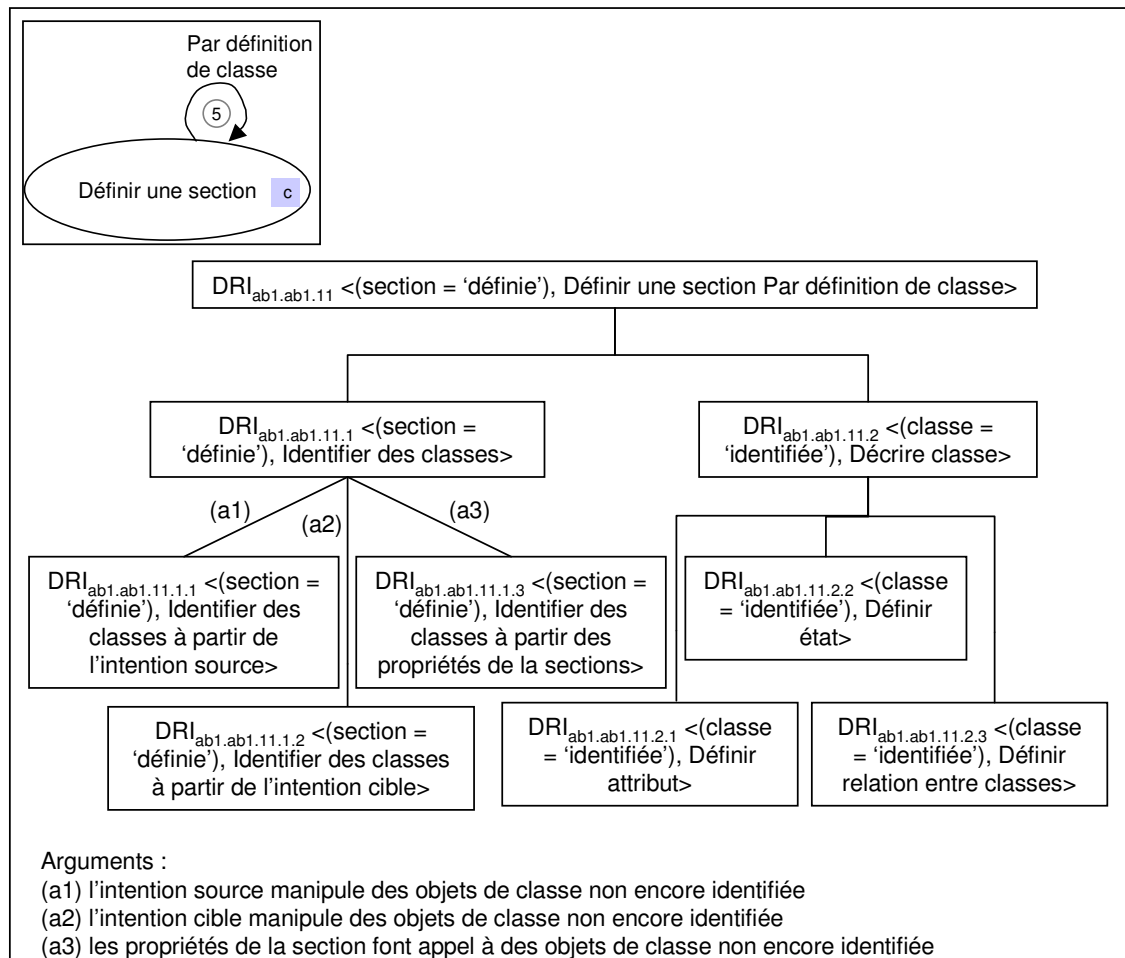 Par définition
de classe
5
Définir une section c
DRIab1.ab1.11 <(section = ‘définie’), Définir une section Par définition de classe>
DRIab1.ab1.11.1 <(section =
‘définie’), Identifier des classes>
DRIab1.ab1.11.2 <(classe =
‘identifiée’), Décrire classe>
(a1)
(a2)
(a3)
DRIab1.ab1.11.1.1 <(section =
‘définie’), Identifier des
classes à partir de
l’intention source>
DRIab1.ab1.11.1.3 <(section =
‘définie’), Identifier des
classes à partir des
propriétés de la sections>
DRIab1.ab1.11.2.2 <(classe
= ‘identifiée’), Définir
état>
DRIab1.ab1.11.1.2 <(section =
‘définie’), Identifier des classes
à partir de l’intention cible>
DRIab1.ab1.11.2.1 <(classe
= ‘identifiée’), Définir
attribut>
DRIab1.ab1.11.2.3 <(classe
= ‘identifiée’), Définir
relation entre classes>
Arguments :
(a1) l’intention source manipule des objets de classe non encore identifiée
(a2) l’intention cible manipule des objets de classe non encore identifiée
(a3) les propriétés de la section font appel à des objets de classe non encore identifiée